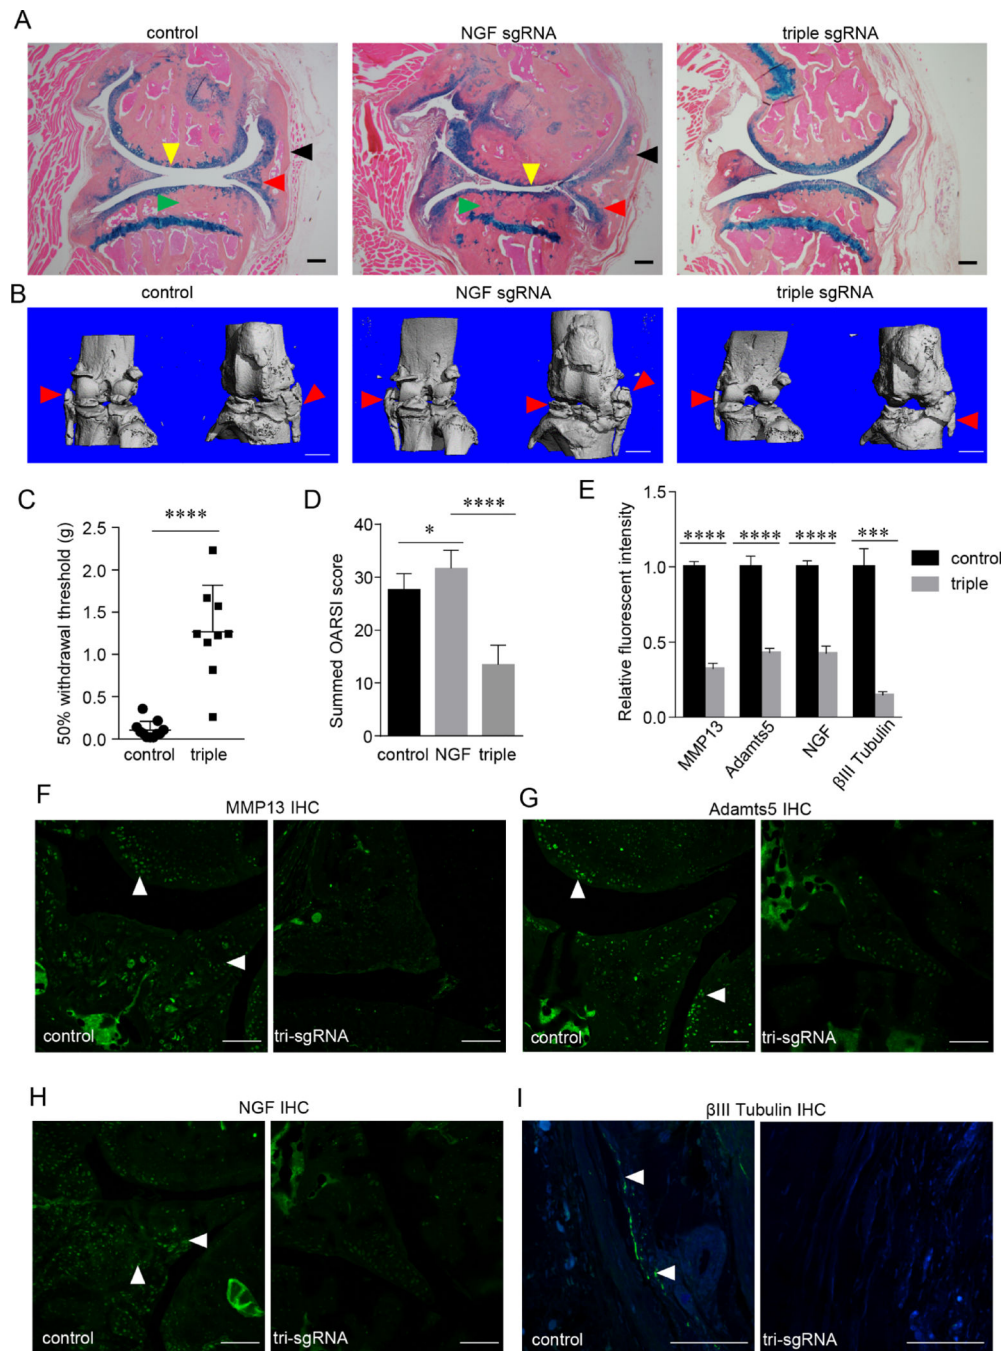 A
control
NGF sgRNA
triple sgRNA
B
control
NGF sgRNA
triple sgRNA
C
50% withdrawal threshold (g)
2.5
2.0
1.5
1.0
0.5
0.0
****
control
triple
D
Summed OARSI score
40
30
20
10
0
*
****
control
NGF
triple
E
Relative fluorescent intensity
1.5
1.0
0.5
0.0
****
****
****
***
MMP13
Adamts5
NGF
βIII Tubulin
control
triple
F
MMP13 IHC
control
tri-sgRNA
G
Adamts5 IHC
control
tri-sgRNA
H
NGF IHC
control
tri-sgRNA
I
βIII Tubulin IHC
control
tri-sgRNA